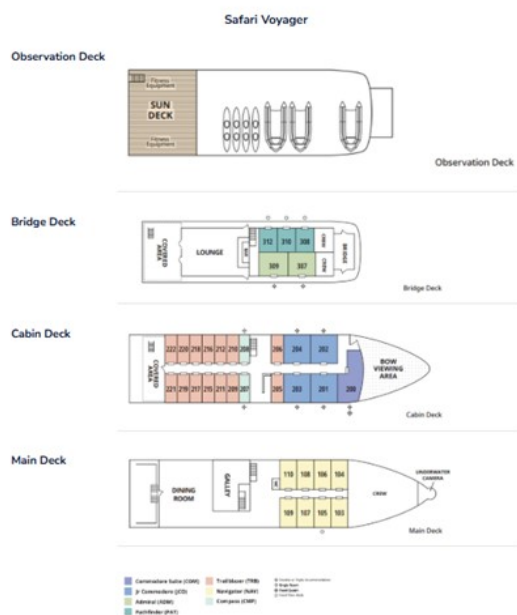 Safari Voyager
Observation Deck
Fitness
Equipment
SUN
DECK
Fitness
Equipment
Observation Deck
Bridge Deck
COVERED
AREA
LOUNGE
BAR
312 310 308
309 307
CREW
CREW
BRIDGE
Bridge Deck
Cabin Deck
COVERED
AREA
222 220 218 216 212 210 208 206 204 202
221 219 217 215 211 209 207 205 203 201 200
BOW
VIEWING
AREA
Cabin Deck
Main Deck
DINING
ROOM
GALLEY
110 108 106 104
109 107 105 103
CREW
UNDERWATER
CAMERA
Main Deck
Commodore Suite (COM)
Jr Commodore (JCO)
Admiral (ADM)
Pathfinder (PAT)
Trailblazer (TRB)
Navigator (NAV)
Compass (CMP)